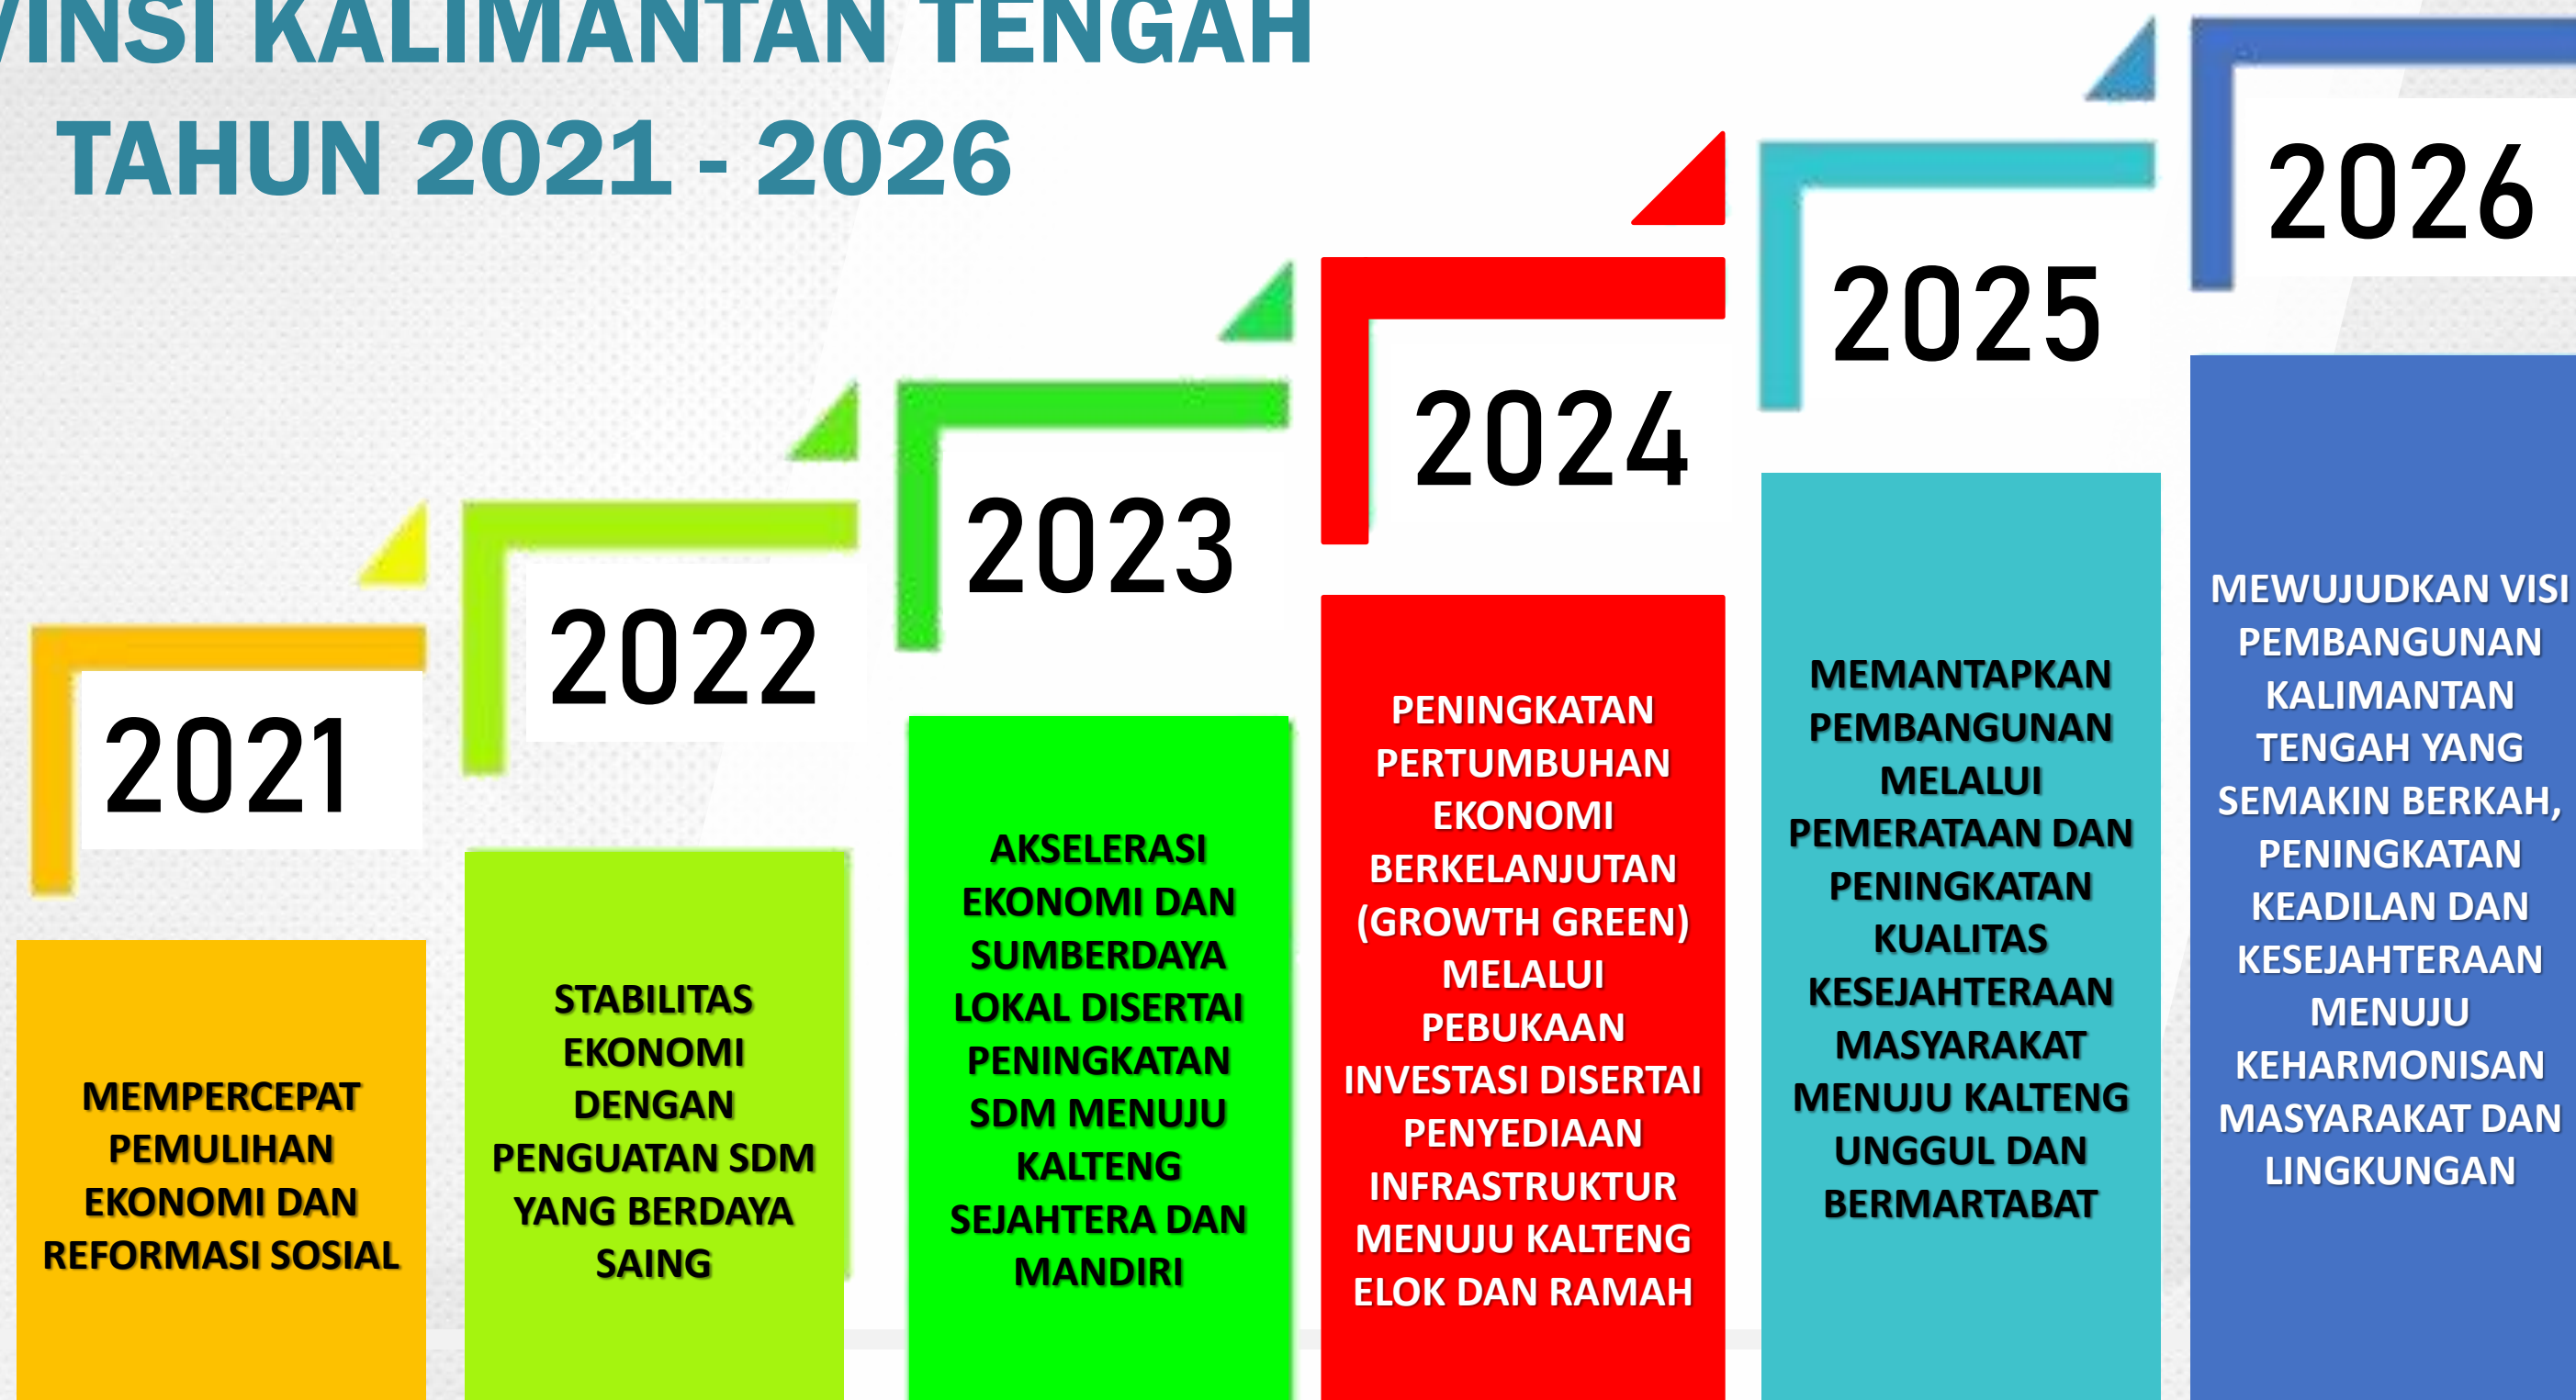 VINSI KALIMANTAN TENGAH
TAHUN 2021 - 2026
2021
MEMPERCEPAT
PEMULIHAN
EKONOMI DAN
REFORMASI SOSIAL
2022
STABILITAS
EKONOMI
DENGAN
PENGUATAN SDM
YANG BERDAYA
SAING
2023
AKSELERASI
EKONOMI DAN
SUMBERDAYA
LOKAL DISERTAI
PENINGKATAN
SDM MENUJU
KALTENG
SEJAHTERA DAN
MANDIRI
2024
PENINGKATAN
PERTUMBUHAN
EKONOMI
BERKELANJUTAN
(GROWTH GREEN)
MELALUI
PEBUKAAN
INVESTASI DISERTAI
PENYEDIAAN
INFRASTRUKTUR
MENUJU KALTENG
ELOK DAN RAMAH
2025
MEMANTAPKAN
PEMBANGUNAN
MELALUI
PEMERATAAN DAN
PENINGKATAN
KUALITAS
KESEJAHTERAAN
MASYARAKAT
MENUJU KALTENG
UNGGUL DAN
BERMARTABAT
2026
MEWUJUDKAN VISI
PEMBANGUNAN
KALIMANTAN
TENGAH YANG
SEMAKIN BERKAH,
PENINGKATAN
KEADILAN DAN
KESEJAHTERAAN
MENUJU
KEHARMONISAN
MASYARAKAT DAN
LINGKUNGAN